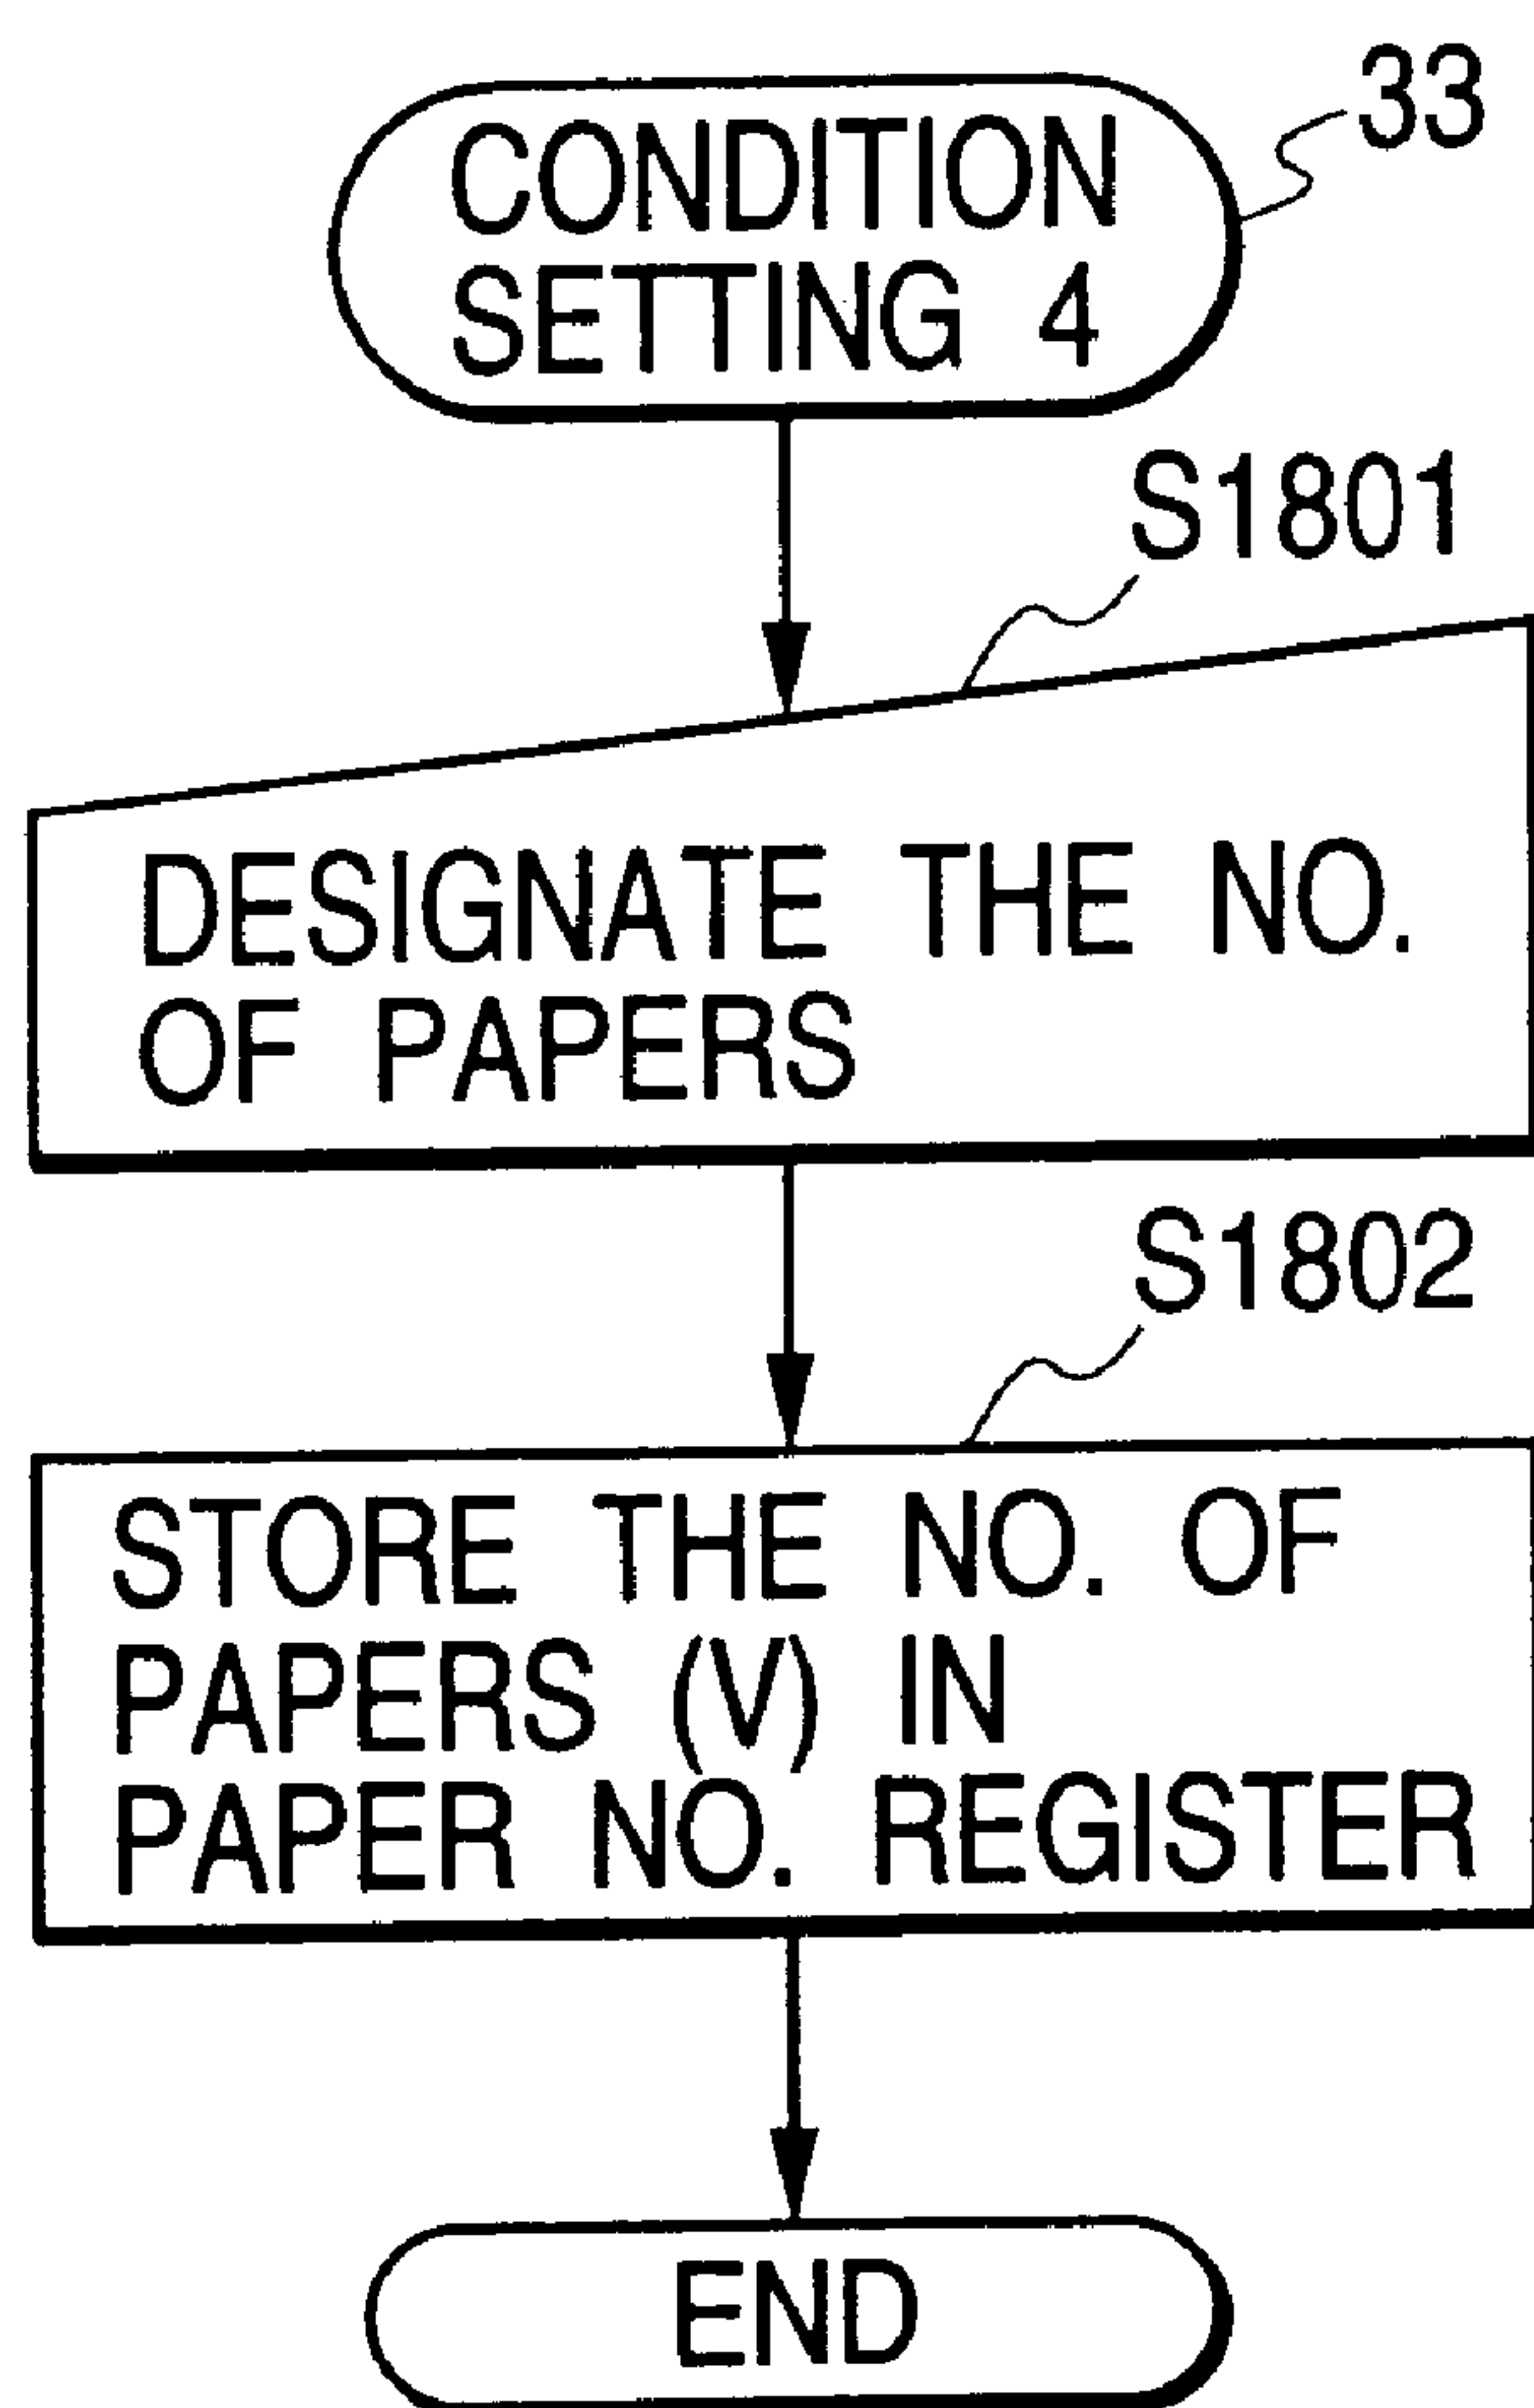 33
CONDITION
SETTING 4
S1801
DESIGNATE THE NO.
OF PAPERS
S1802
STORE THE NO. OF
PAPERS (V) IN
PAPER NO. REGISTER
END